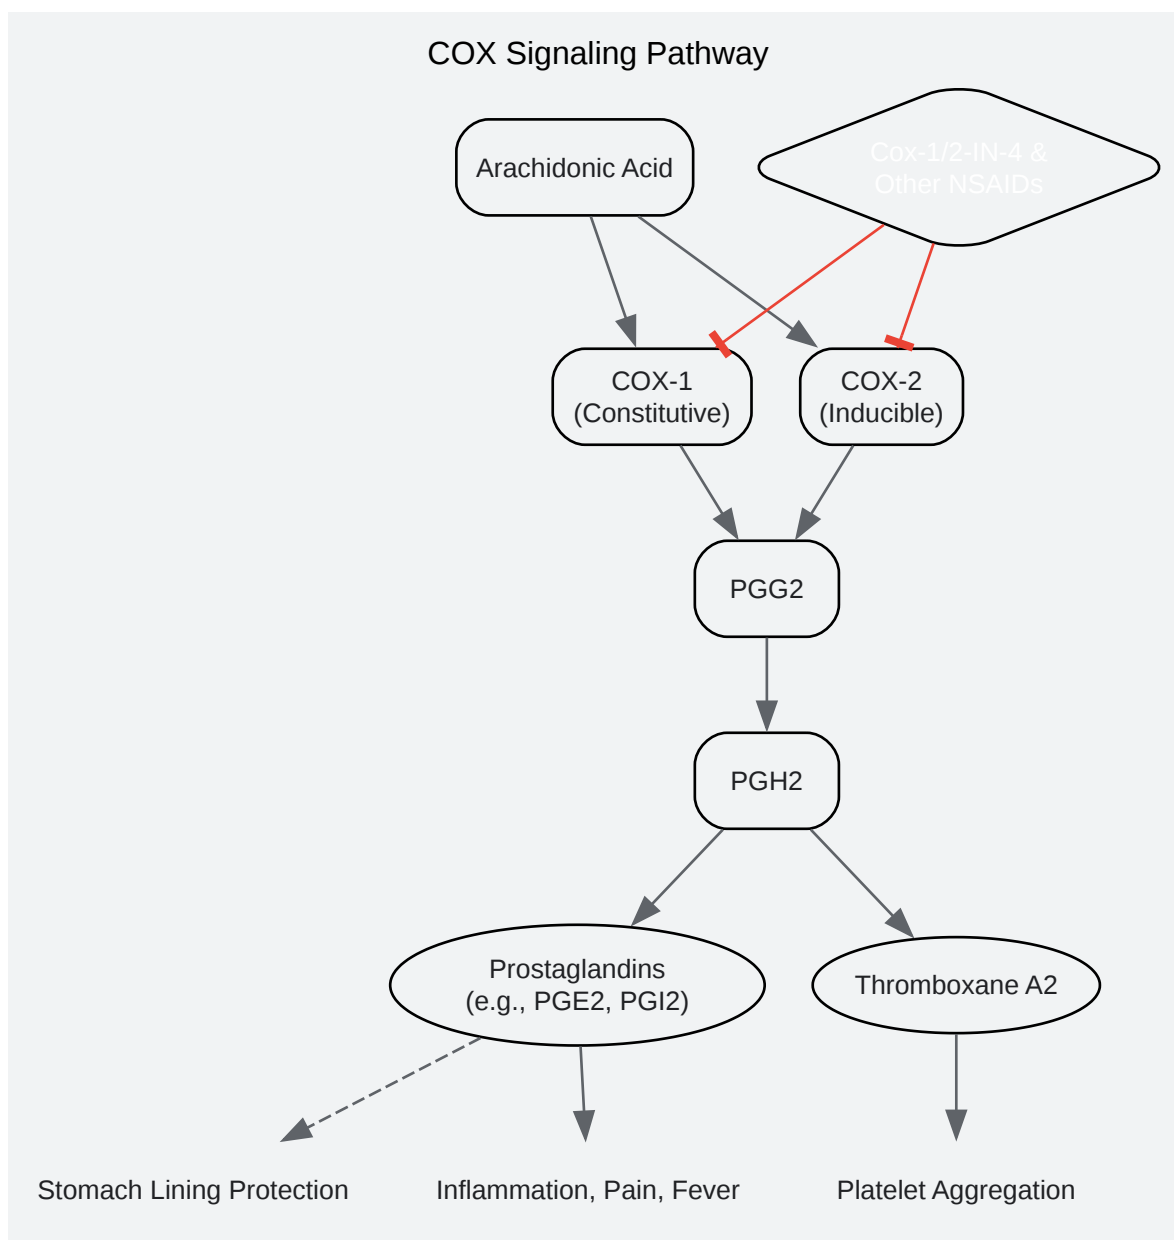 COX Signaling Pathway
Arachidonic Acid
Cox-1/2-IN-4 &
Other NSAIDs
COX-1
(Constitutive)
COX-2
(Inducible)
PGG2
PGH2
Prostaglandins
(e.g., PGE2, PGI2)
Thromboxane A2
Stomach Lining Protection
Inflammation, Pain, Fever
Platelet Aggregation